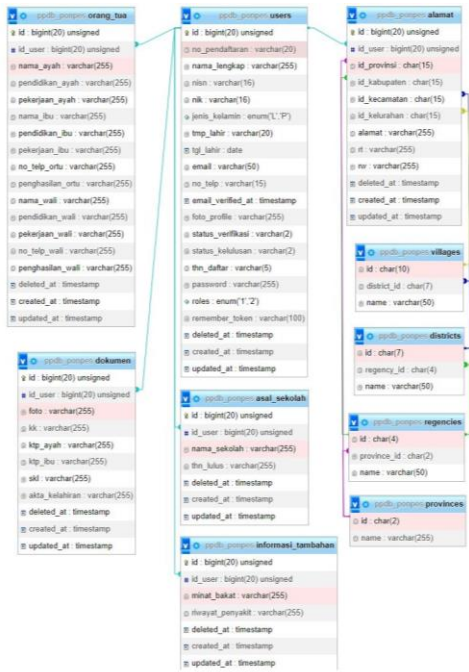 ppdb_ponpes orang_tua
id : bigint(20) unsigned
id_user : bigint(20) unsigned
nama_ayah : varchar(255)
pendidikan_ayah : varchar(255)
pekerjaan_ayah : varchar(255)
nama_ibu : varchar(255)
pendidikan_ibu : varchar(255)
pekerjaan_ibu : varchar(255)
no_telp_ortu : varchar(255)
penghasilan_ortu : varchar(255)
nama_wali : varchar(255)
pendidikan_wali : varchar(255)
pekerjaan_wali : varchar(255)
no_telp_wali : varchar(255)
penghasilan_wali : varchar(255)
deleted_at : timestamp
created_at : timestamp
updated_at : timestamp
ppdb_ponpes dokumen
id : bigint(20) unsigned
id_user : bigint(20) unsigned
foto : varchar(255)
kk : varchar(255)
ktp_ayah : varchar(255)
ktp_ibu : varchar(255)
skl : varchar(255)
akta_kelahiran : varchar(255)
deleted_at : timestamp
created_at : timestamp
updated_at : timestamp
ppdb_ponpes users
id : bigint(20) unsigned
no_pendaftaran : varchar(20)
nama_lengkap : varchar(255)
nisn : varchar(16)
nik : varchar(16)
jenis_kelamin : enum('L','P')
tmp_lahir : varchar(20)
tgl_lahir : date
email : varchar(50)
no_telp : varchar(15)
email_verified_at : timestamp
foto_profile : varchar(255)
status_verifikasi : varchar(2)
status_kelulusan : varchar(2)
thn_daftar : varchar(5)
password : varchar(255)
roles : enum('1','2')
remember_token : varchar(100)
deleted_at : timestamp
created_at : timestamp
updated_at : timestamp
ppdb_ponpes asal_sekolah
id : bigint(20) unsigned
id_user : bigint(20) unsigned
nama_sekolah : varchar(255)
thn_lulus : varchar(255)
deleted_at : timestamp
created_at : timestamp
updated_at : timestamp
ppdb_ponpes informasi_tambahan
id : bigint(20) unsigned
id_user : bigint(20) unsigned
minat_bakat : varchar(255)
riwayat_penyakit : varchar(255)
deleted_at : timestamp
created_at : timestamp
updated_at : timestamp
ppdb_ponpes alamat
id : bigint(20) unsigned
id_user : bigint(20) unsigned
id_provinsi : char(15)
id_kabupaten : char(15)
id_kecamatan : char(15)
id_kelurahan : char(15)
alamat : varchar(255)
rt : varchar(255)
rw : varchar(255)
deleted_at : timestamp
created_at : timestamp
updated_at : timestamp
ppdb_ponpes villages
id : char(10)
district_id : char(7)
name : varchar(50)
ppdb_ponpes districts
id : char(7)
regency_id : char(4)
name : varchar(50)
ppdb_ponpes regencies
id : char(4)
province_id : char(2)
name : varchar(50)
ppdb_ponpes provinces
id : char(2)
name : varchar(255)